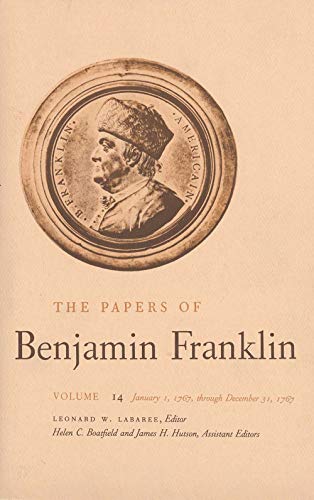 B. FRANKLIN. AMERICAIN
THE PAPERS OF
Benjamin Franklin
VOLUME 14 January 1, 1767, through December 31, 1767
LEONARD W. LABAREE, Editor
Helen C. Boatfield and James H. Hutson, Assistant Editors